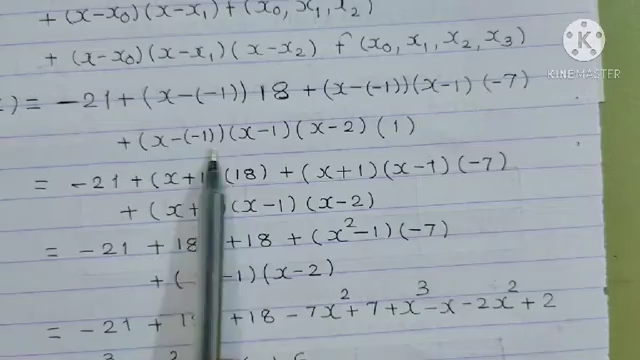 + (x-x₀)(x-x₁) f(x₀, x₁, x₂)
+ (x-x₀)(x-x₁)(x-x₂) f(x₀, x₁, x₂, x₃)
) = -21 + (x-(-1)) 18 + (x-(-1))(x-1)(-7)
+ (x-(-1))(x-1)(x-2)(1)
= -21 + (x+1)(18) + (x+1)(x-1)(-7)
+ (x+ )(x-1)(x-2)
= -21 + 18 +18 + (x²-1)(-7)
+ ( -1)(x-2)
= -21 + 1 +18 - 7x² + 7 + x³ - x - 2x² + 2
KINEMASTER